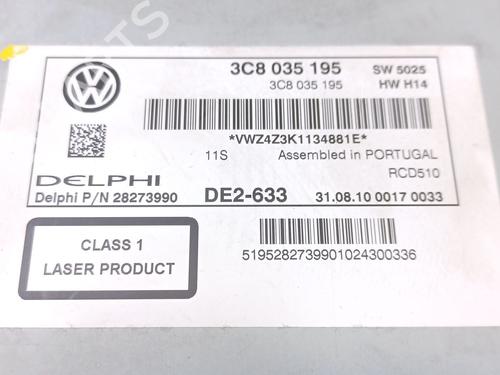 3C8 035 195 SW 5025
3C8 035 195 HW H14
*VWZ4Z3K1134881E*
11S Assembled in PORTUGAL
RCD510
DELPHI
Delphi P/N 28273990 DE2-633 31.08.10 0017 0033
CLASS 1
LASER PRODUCT
5195282739901024300336